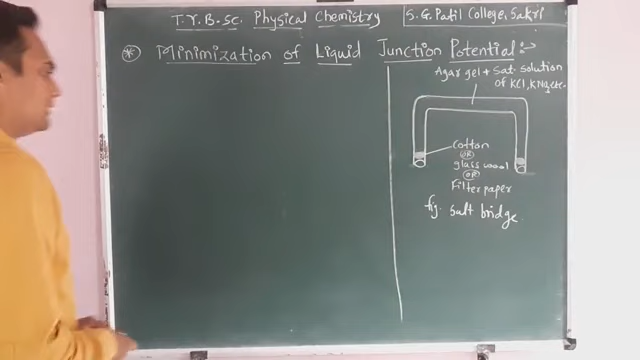 T.Y.B.Sc. Physical Chemistry
S. G. Patil College, Sakri
* Minimization of Liquid Junction Potential :->
Agar gel + Sat. solution
of KCl, KNO3 etc.
Cotton
OR
glass wool
OR
Filter paper
fig. Salt bridge